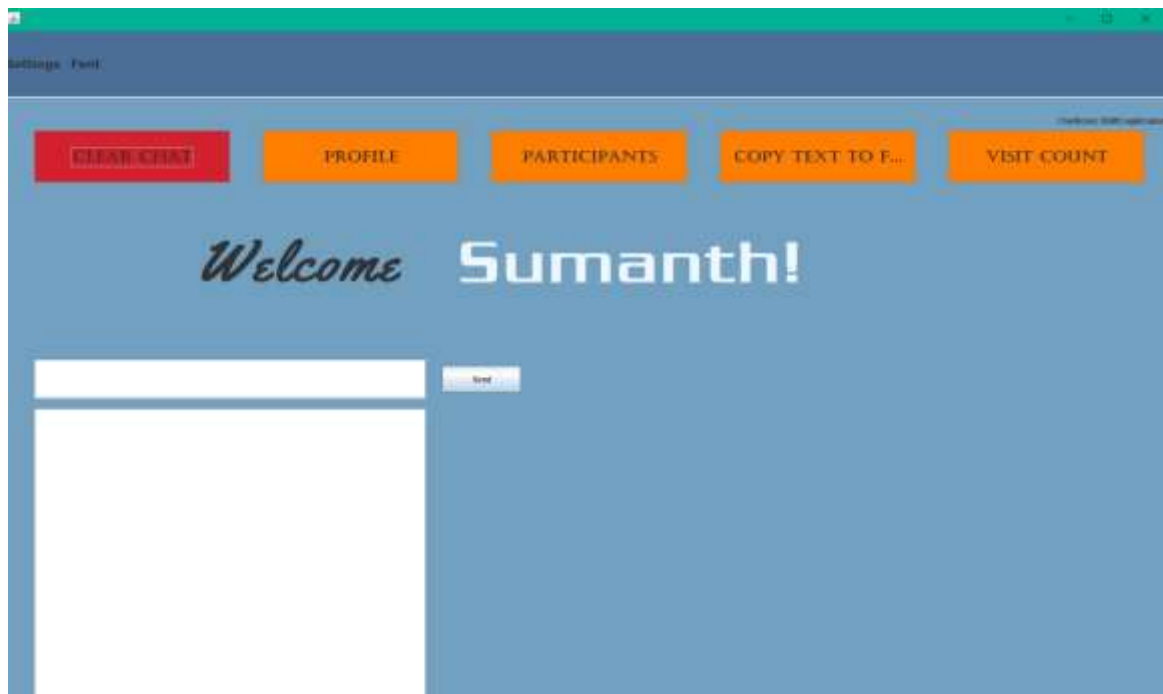 Settings Font
CLEAR CHAT PROFILE PARTICIPANTS COPY TEXT TO F... VISIT COUNT
Welcome Sumanth!
Send